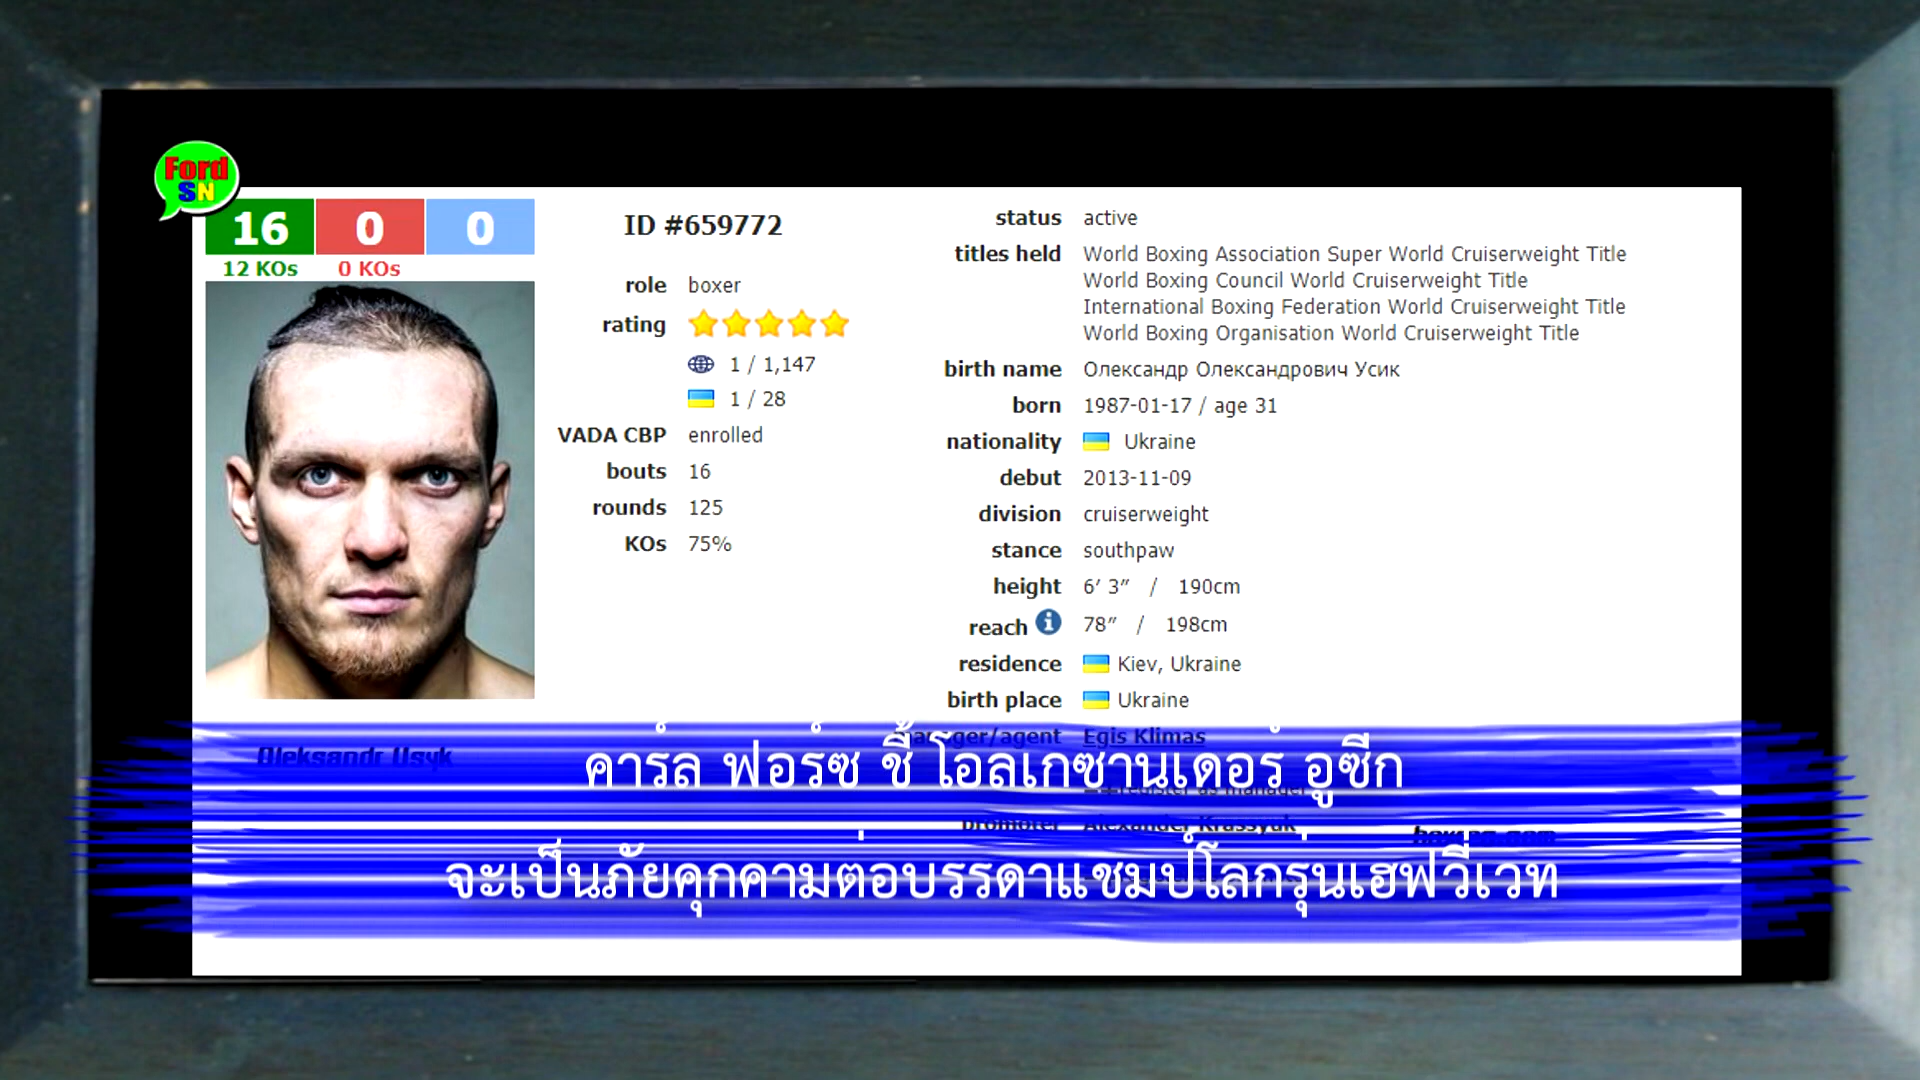 Ford
SN
16 0 0
12 KOs 0 KOs
ID #659772
role boxer
rating
1 / 1,147
1 / 28
VADA CBP enrolled
bouts 16
rounds 125
KOs 75%
status active
titles held World Boxing Association Super World Cruiserweight Title
World Boxing Council World Cruiserweight Title
International Boxing Federation World Cruiserweight Title
World Boxing Organisation World Cruiserweight Title
birth name Олександр Олександрович Усик
born 1987-01-17 / age 31
nationality Ukraine
debut 2013-11-09
division cruiserweight
stance southpaw
height 6′ 3″ / 190cm
reach 78″ / 198cm
residence Kiev, Ukraine
birth place Ukraine
manager/agent Egis Klimas
Oleksandr Usyk
register as manager
promoter Alexander Krassyuk
คาร์ล ฟอร์ซ ชี้ โอลเกซานเดอร์ อูซีก
จะเป็นภัยคุกคามต่อบรรดาแชมป์โลกรุ่นเฮฟวี่เวท